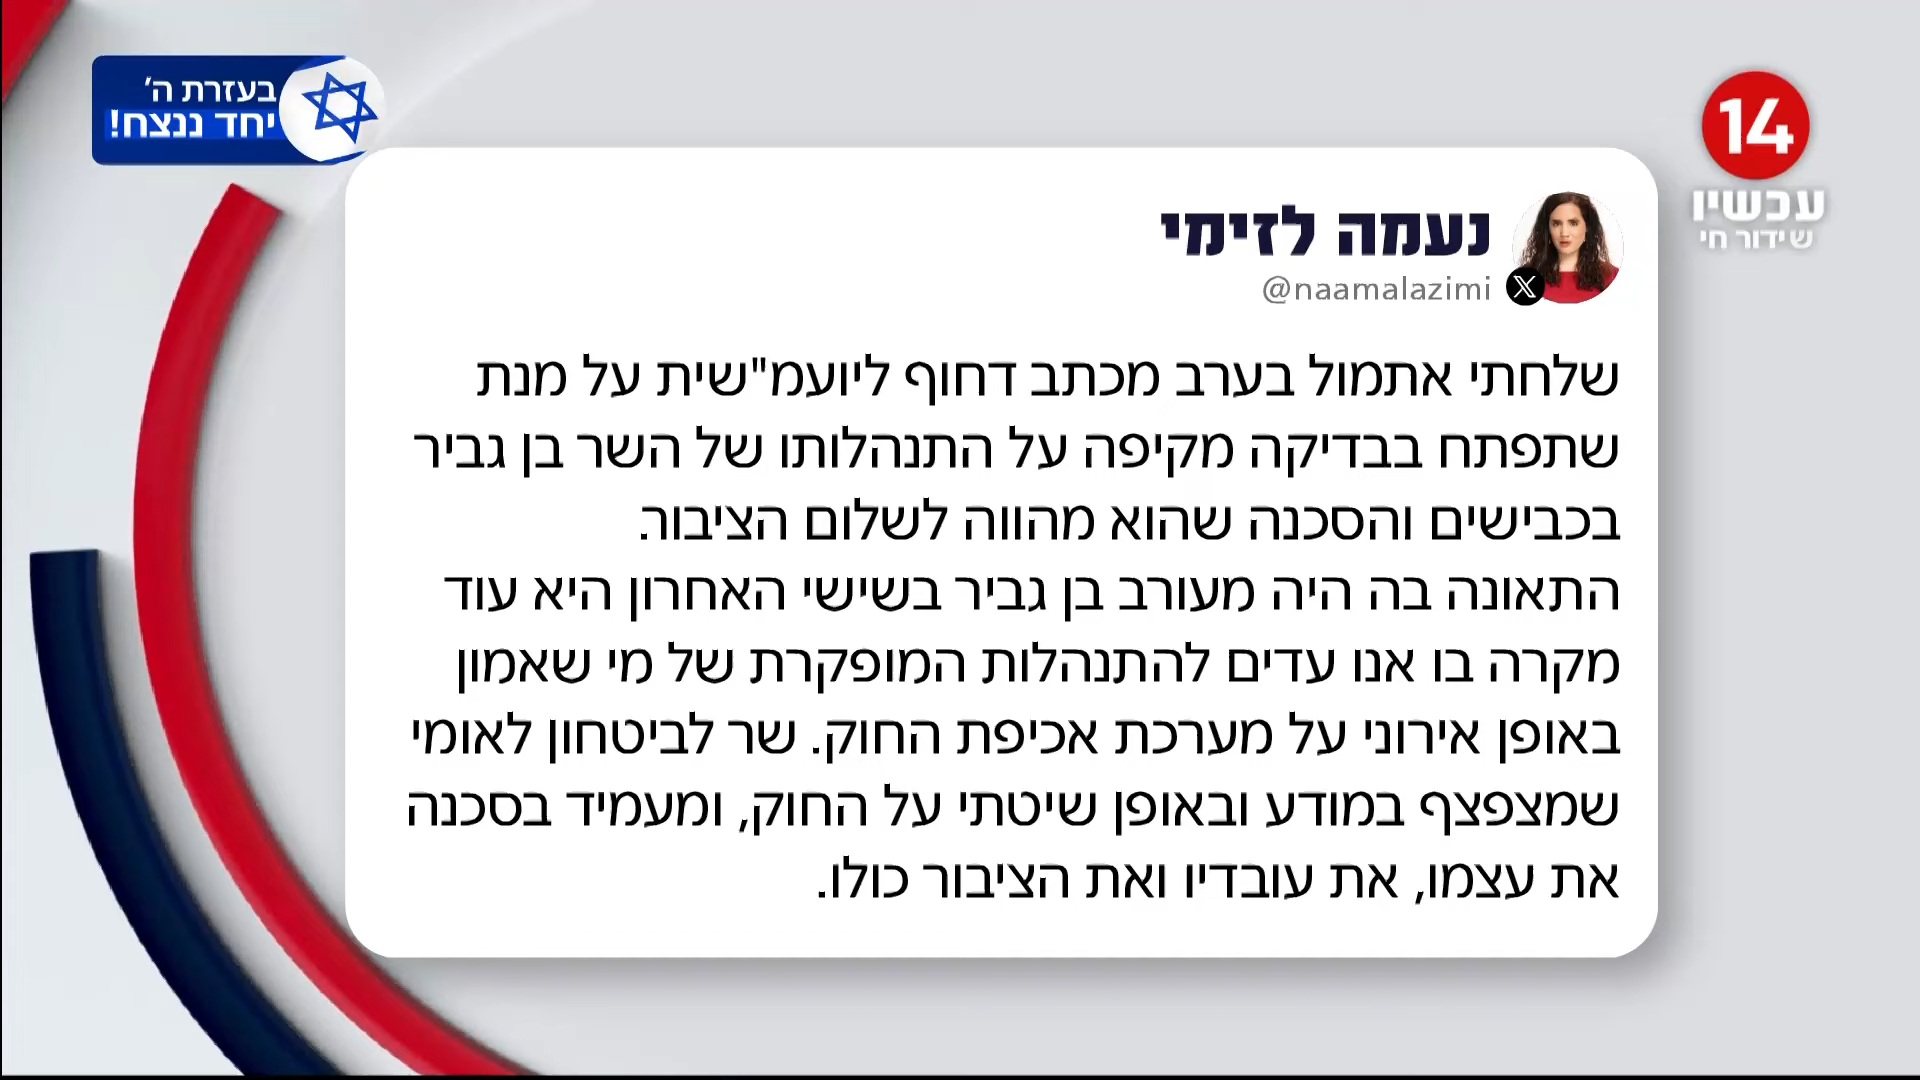 בעזרת ה'
יחד ננצח!
14
עכשיו
שידור חי
נעמה לזימי
@naamalazimi
שלחתי אתמול בערב מכתב דחוף ליועמ"שית על מנת
שתפתח בבדיקה מקיפה על התנהלותו של השר בן גביר
בכבישים והסכנה שהוא מהווה לשלום הציבור.
התאונה בה היה מעורב בן גביר בשישי האחרון היא עוד
מקרה בו אנו עדים להתנהלות המופקרת של מי שאמון
באופן אירוני על מערכת אכיפת החוק. שר לביטחון לאומי
שמצפצף במודע ובאופן שיטתי על החוק, ומעמיד בסכנה
את עצמו, את עובדיו ואת הציבור כולו.